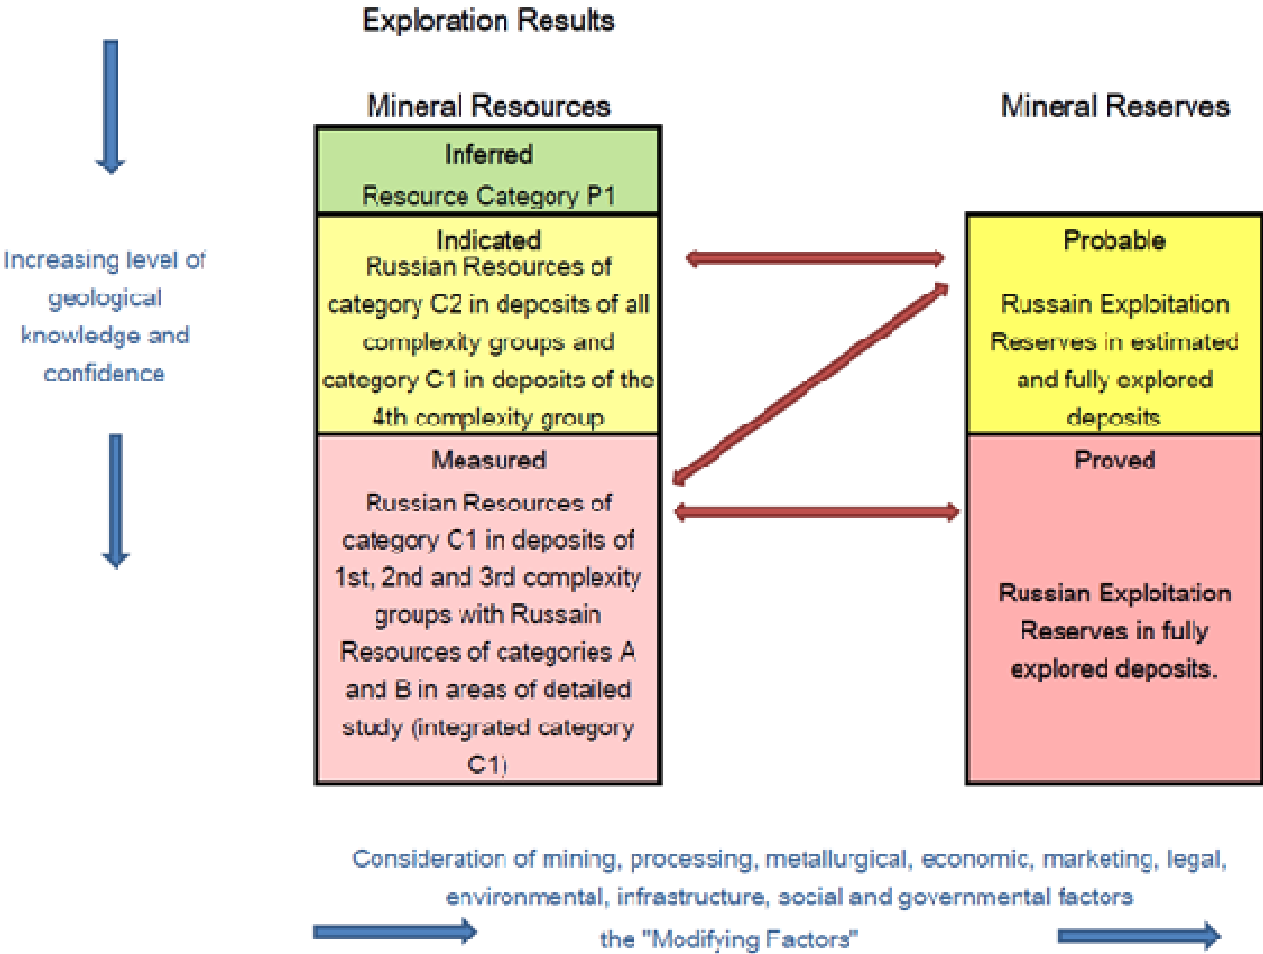 Exploration Results
Mineral Resources
Mineral Reserves
Inferred
Resource Category P1
Increasing level of
geological
knowledge and
confidence
Indicated
Russian Resources of
category C2 in deposits of all
complexity groups and
category C1 in deposits of the
4th complexity group
Probable
Russain Exploitation
Reserves in estimated
and fully explored
deposits
Measured
Russian Resources of
category C1 in deposits of
1st, 2nd and 3rd complexity
groups with Russain
Resources of categories A
and B in areas of detailed
study (integrated category
C1)
Proved
Russian Exploitation
Reserves in fully
explored deposits.
Consideration of mining, processing, metallurgical, economic, marketing, legal,
environmental, infrastructure, social and governmental factors
the "Modifying Factors"